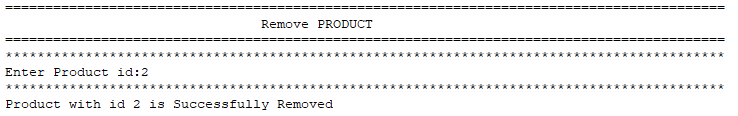 ==========================================================================================
Remove PRODUCT
==========================================================================================
******************************************************************************************
Enter Product id:2
******************************************************************************************
Product with id 2 is Successfully Removed